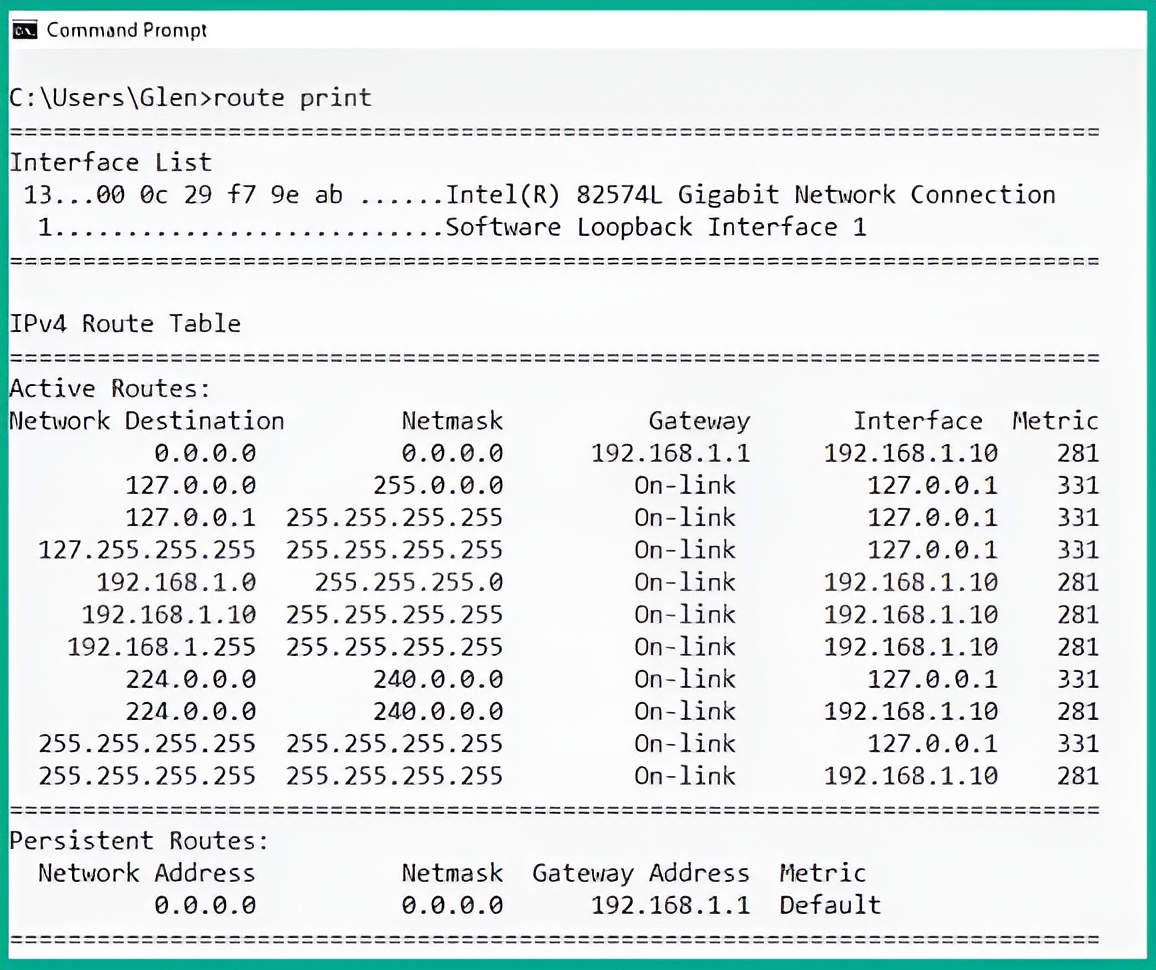 Command Prompt
C:\Users\Glen>route print
===========================================================================
Interface List
 13...00 0c 29 f7 9e ab ......Intel(R) 82574L Gigabit Network Connection
  1...........................Software Loopback Interface 1
===========================================================================
IPv4 Route Table
===========================================================================
Active Routes:
Network Destination        Netmask          Gateway       Interface  Metric
          0.0.0.0          0.0.0.0      192.168.1.1     192.168.1.10    281
        127.0.0.0        255.0.0.0         On-link         127.0.0.1    331
        127.0.0.1  255.255.255.255         On-link         127.0.0.1    331
  127.255.255.255  255.255.255.255         On-link         127.0.0.1    331
      192.168.1.0    255.255.255.0         On-link      192.168.1.10    281
     192.168.1.10  255.255.255.255         On-link      192.168.1.10    281
    192.168.1.255  255.255.255.255         On-link      192.168.1.10    281
        224.0.0.0        240.0.0.0         On-link         127.0.0.1    331
        224.0.0.0        240.0.0.0         On-link      192.168.1.10    281
  255.255.255.255  255.255.255.255         On-link         127.0.0.1    331
  255.255.255.255  255.255.255.255         On-link      192.168.1.10    281
===========================================================================
Persistent Routes:
  Network Address          Netmask  Gateway Address  Metric
          0.0.0.0          0.0.0.0      192.168.1.1  Default
===========================================================================